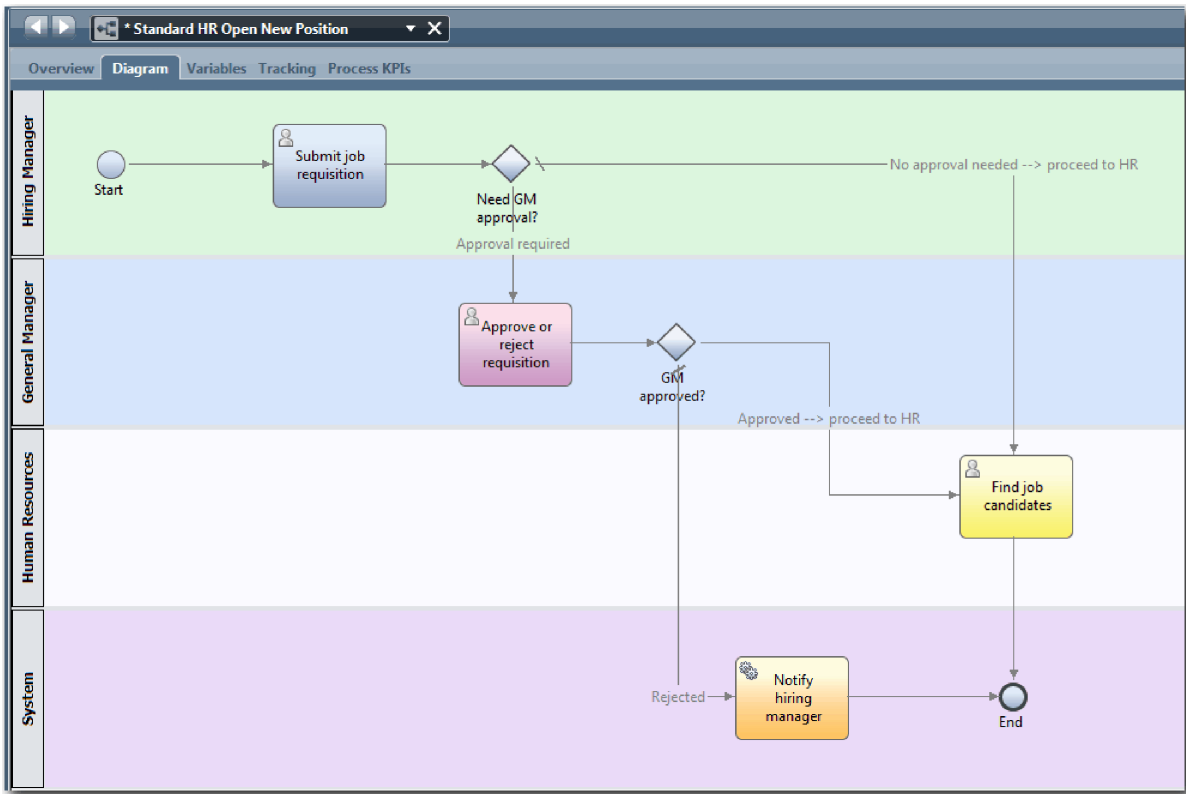 * Standard HR Open New Position
Overview Diagram Variables Tracking Process KPIs
Hiring Manager
Start
Submit job
requisition
Need GM
approval?
No approval needed --> proceed to HR
Approval required
General Manager
Approve or
reject
requisition
GM
approved?
Approved --> proceed to HR
Human Resources
Find job
candidates
System
Rejected
Notify
hiring
manager
End